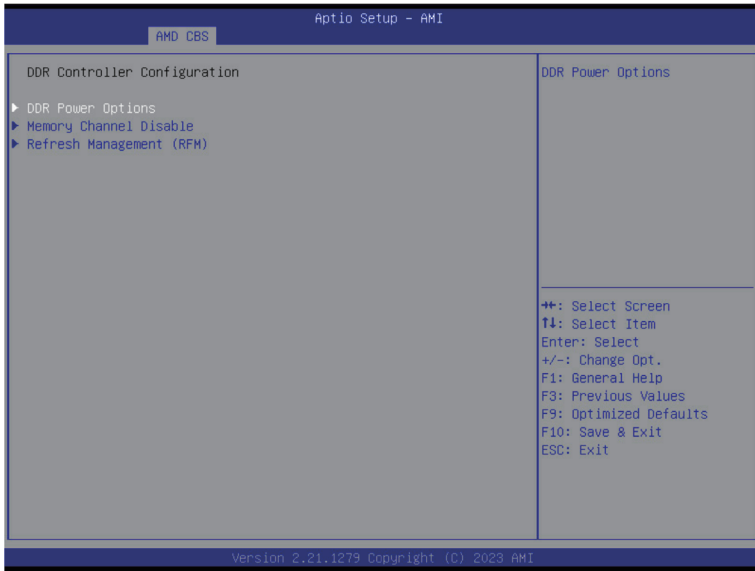 Aptio Setup – AMI
AMD CBS
DDR Controller Configuration
DDR Power Options
Memory Channel Disable
Refresh Management (RFM)
DDR Power Options
→←: Select Screen
↑↓: Select Item
Enter: Select
+/-: Change Opt.
F1: General Help
F3: Previous Values
F9: Optimized Defaults
F10: Save & Exit
ESC: Exit
Version 2.21.1279 Copyright (C) 2023 AMI